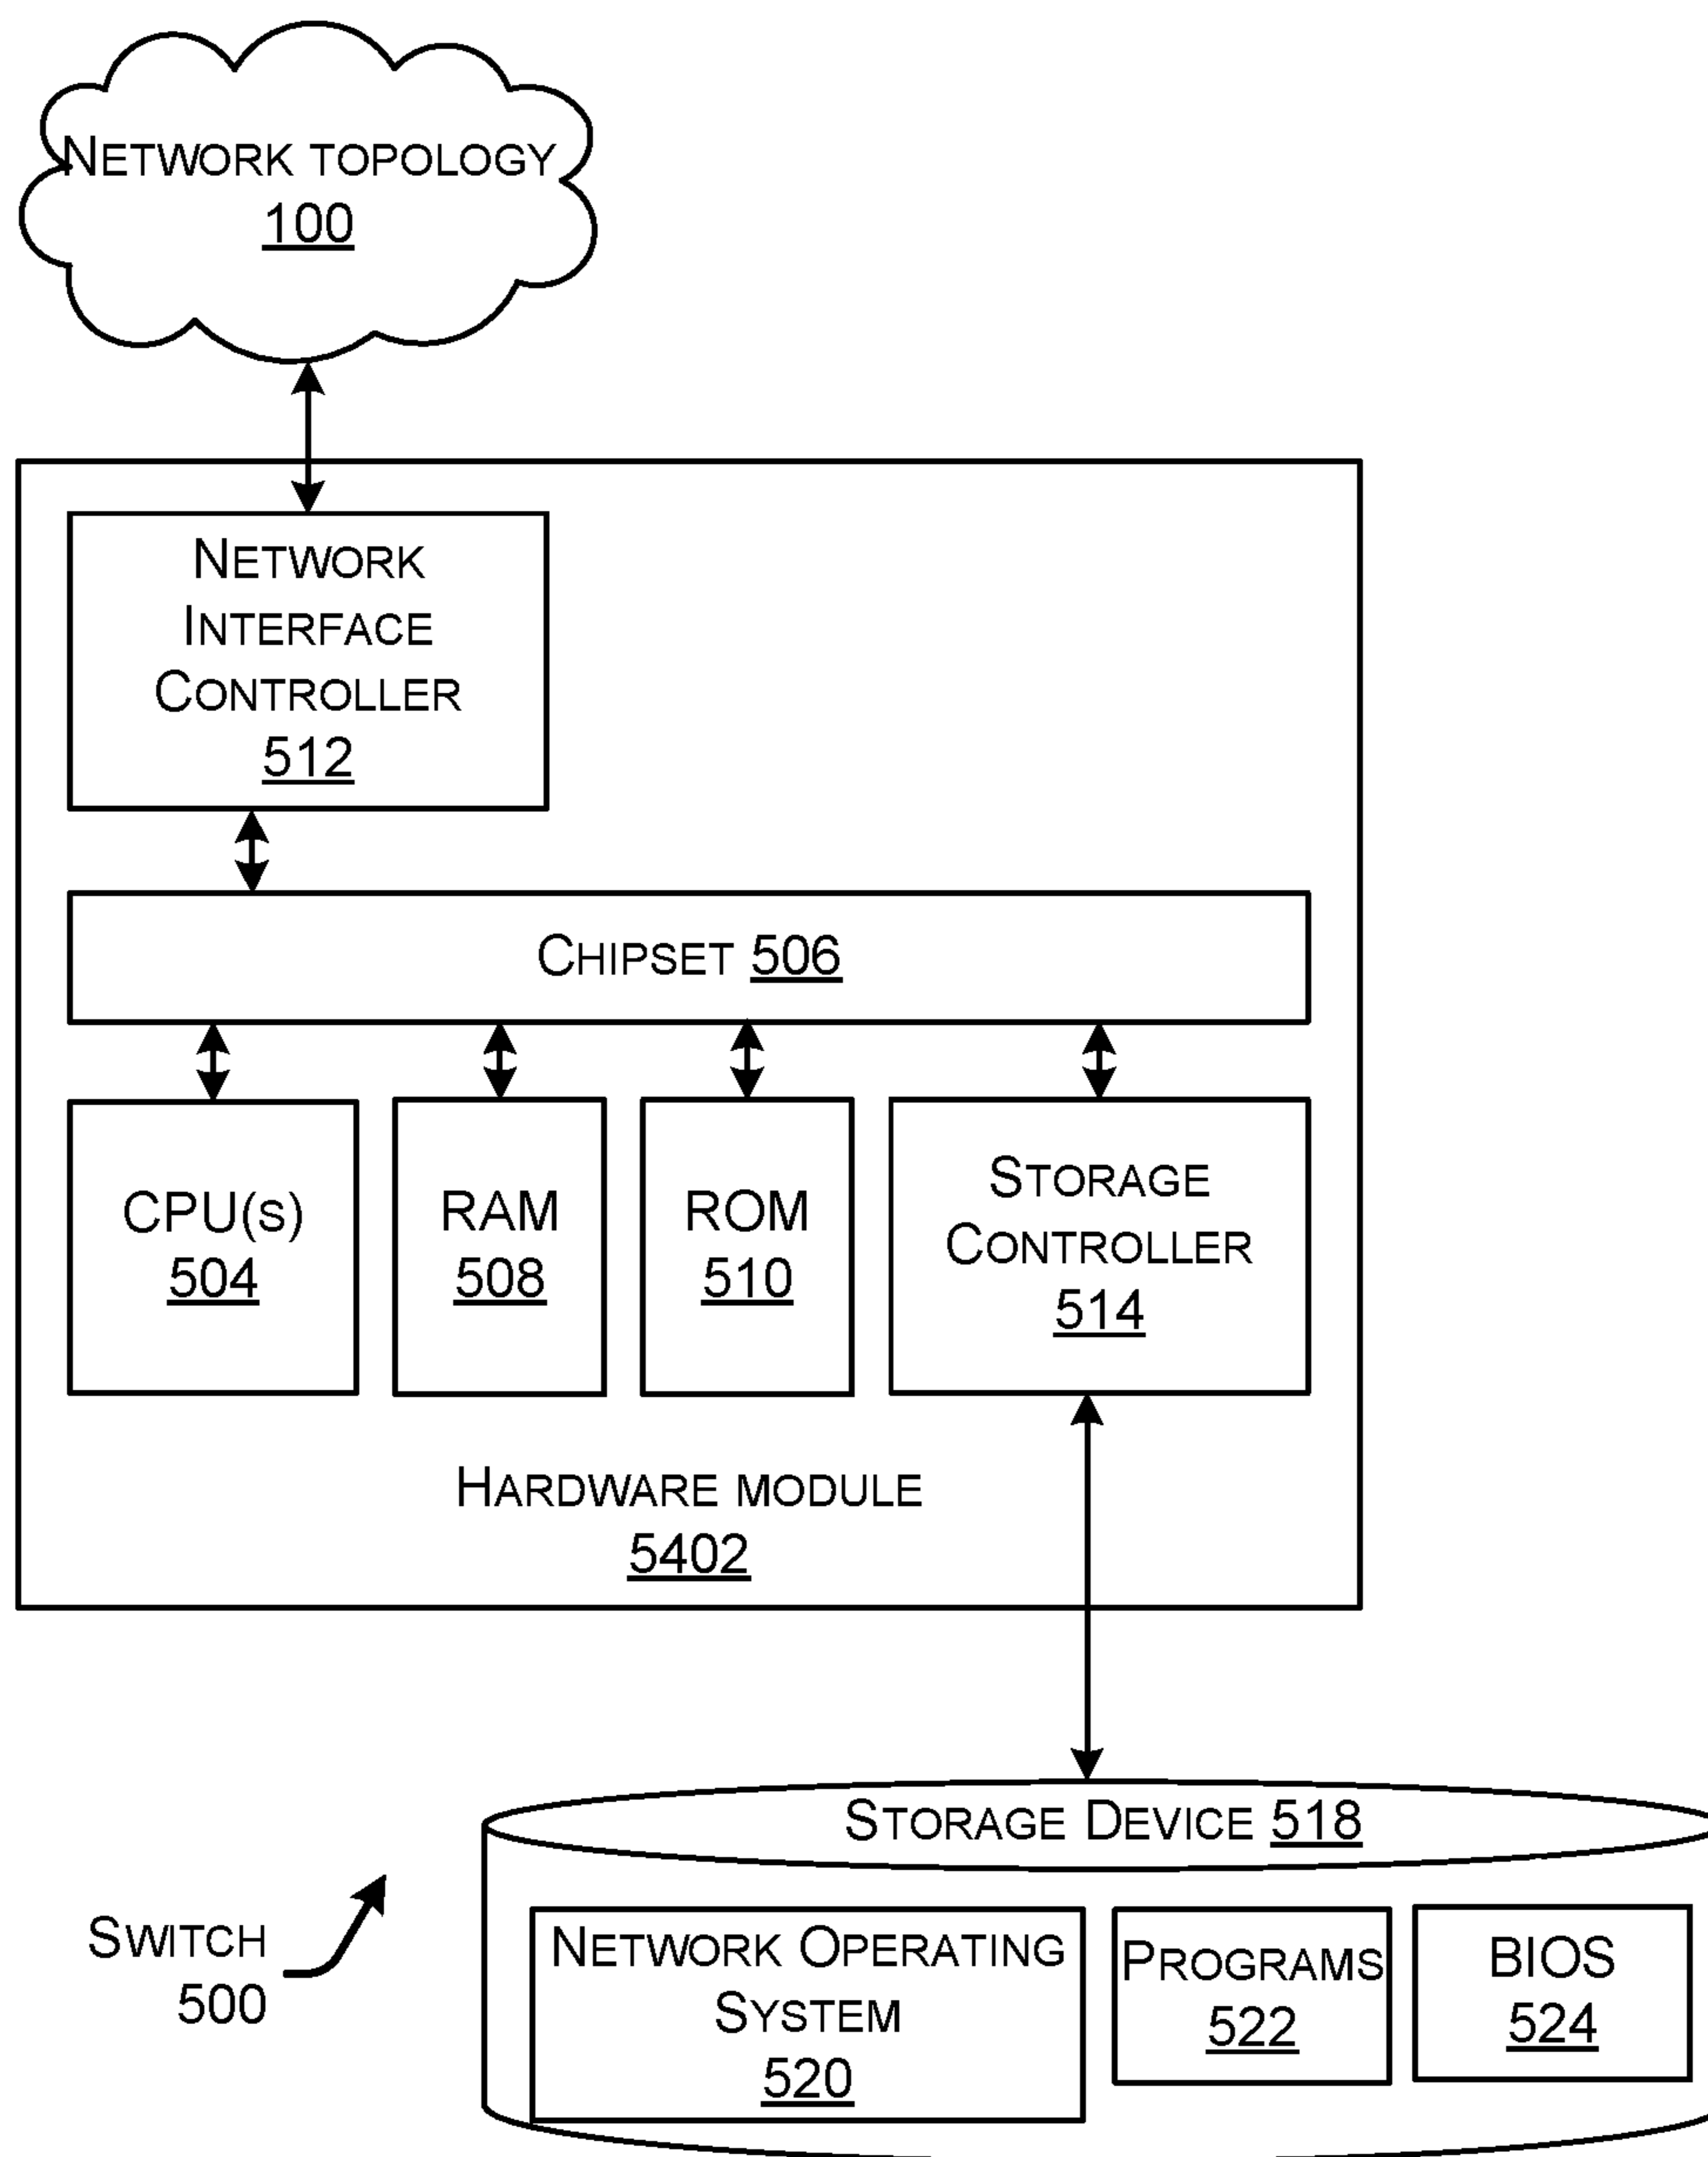 NETWORK TOPOLOGY
100
NETWORK
INTERFACE
CONTROLLER
512
CHIPSET 506
CPU(S)
504
RAM
508
ROM
510
STORAGE
CONTROLLER
514
HARDWARE MODULE
5402
STORAGE DEVICE 518
SWITCH
500
NETWORK OPERATING
SYSTEM
520
PROGRAMS
522
BIOS
524